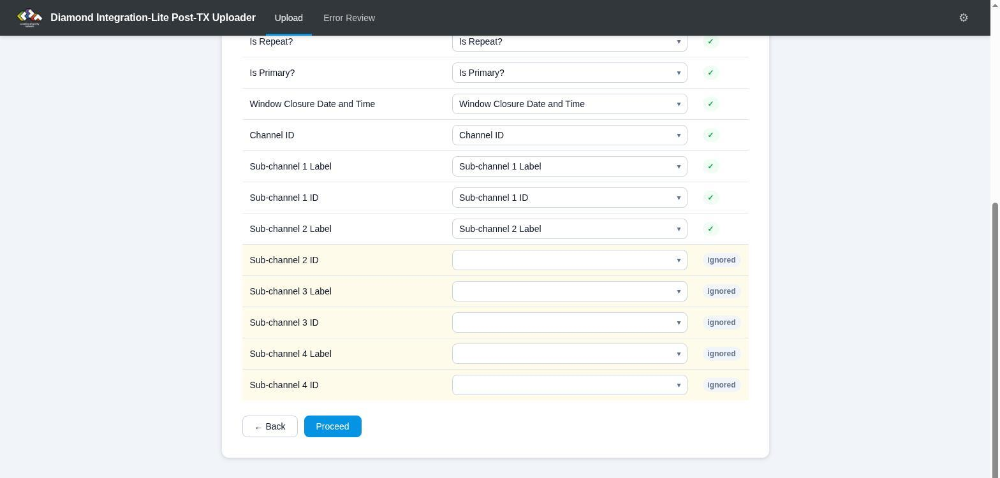 creative diversity
network
Diamond Integration-Lite Post-TX Uploader
Upload
Error Review
Is Repeat?
Is Repeat?
Is Primary?
Is Primary?
Window Closure Date and Time
Window Closure Date and Time
Channel ID
Channel ID
Sub-channel 1 Label
Sub-channel 1 Label
Sub-channel 1 ID
Sub-channel 1 ID
Sub-channel 2 Label
Sub-channel 2 Label
Sub-channel 2 ID
ignored
Sub-channel 3 Label
ignored
Sub-channel 3 ID
ignored
Sub-channel 4 Label
ignored
Sub-channel 4 ID
ignored
← Back
Proceed